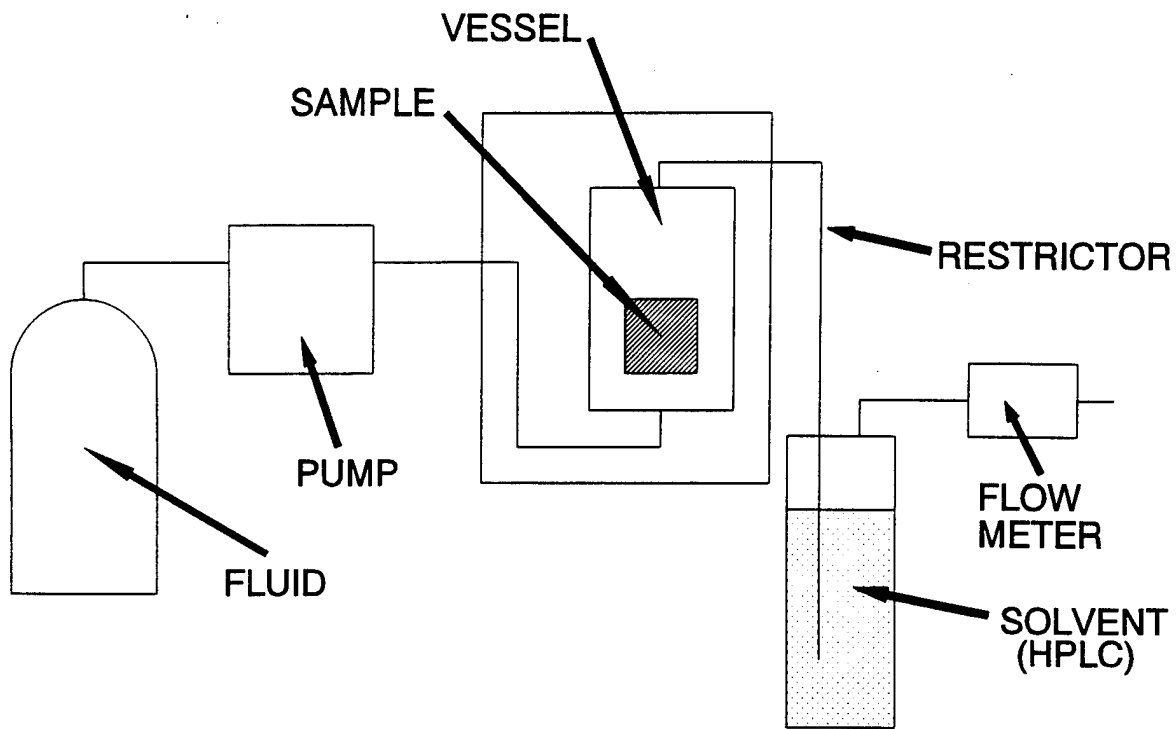 VESSEL
SAMPLE
RESTRICTOR
PUMP
FLUID
FLOW
METER
SOLVENT
(HPLC)